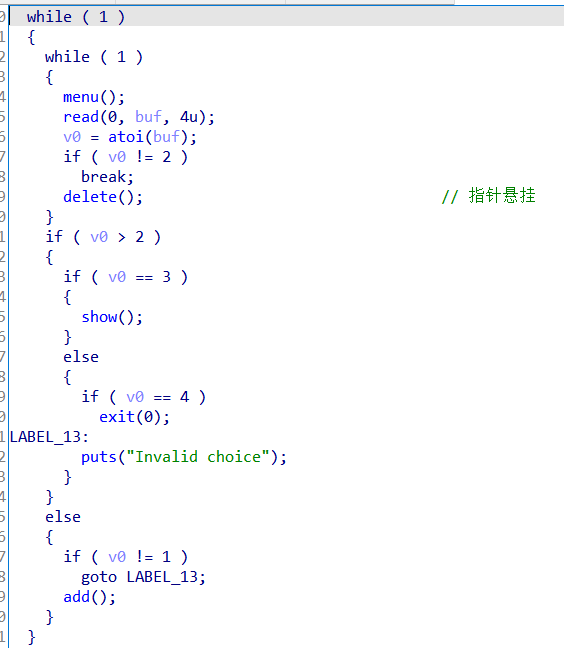 0 while ( 1 )
1 {
2 while ( 1 )
3 {
4 menu();
5 read(0, buf, 4u);
6 v0 = atoi(buf);
7 if ( v0 != 2 )
8 break;
9 delete(); // 指针悬挂
0 }
1 if ( v0 > 2 )
2 {
3 if ( v0 == 3 )
4 {
5 show();
6 }
7 else
8 {
9 if ( v0 == 4 )
0 exit(0);
1 LABEL_13:
2 puts("Invalid choice");
3 }
4 }
5 else
6 {
7 if ( v0 != 1 )
8 goto LABEL_13;
9 add();
0 }
1 }